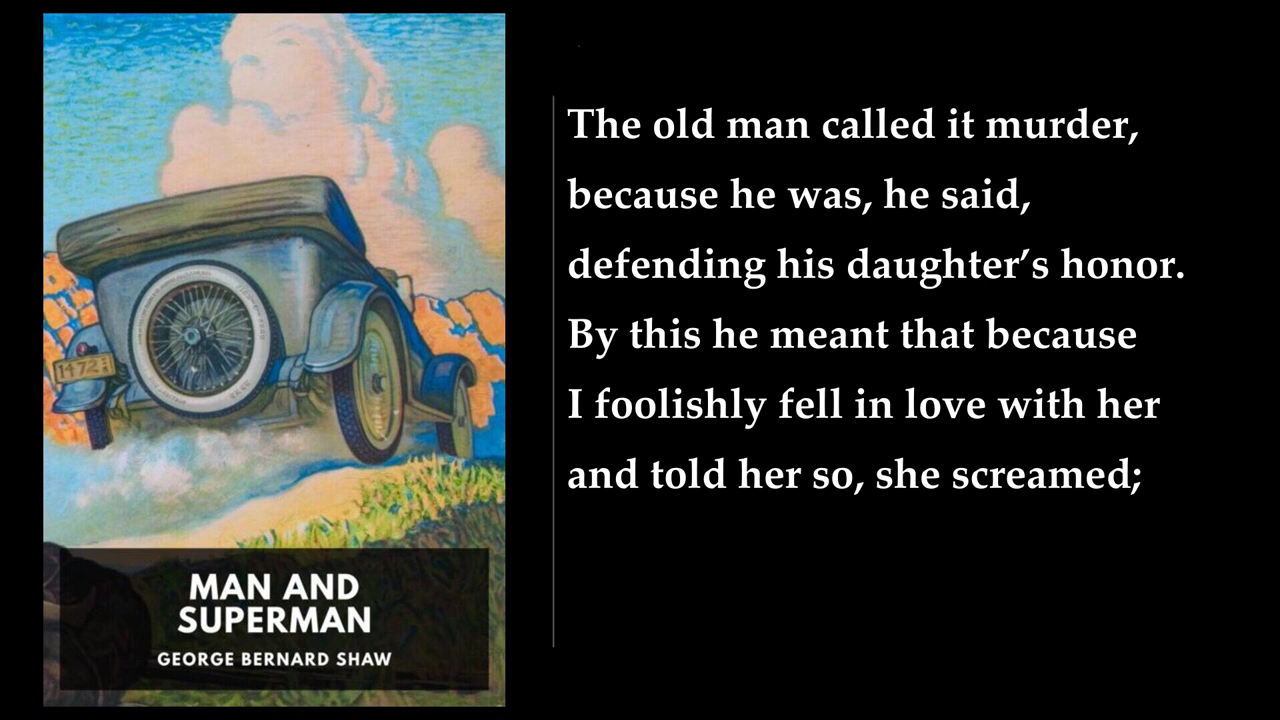 The old man called it murder,
because he was, he said,
defending his daughter’s honor.
By this he meant that because
I foolishly fell in love with her
and told her so, she screamed;
1472
MAN AND
SUPERMAN
GEORGE BERNARD SHAW